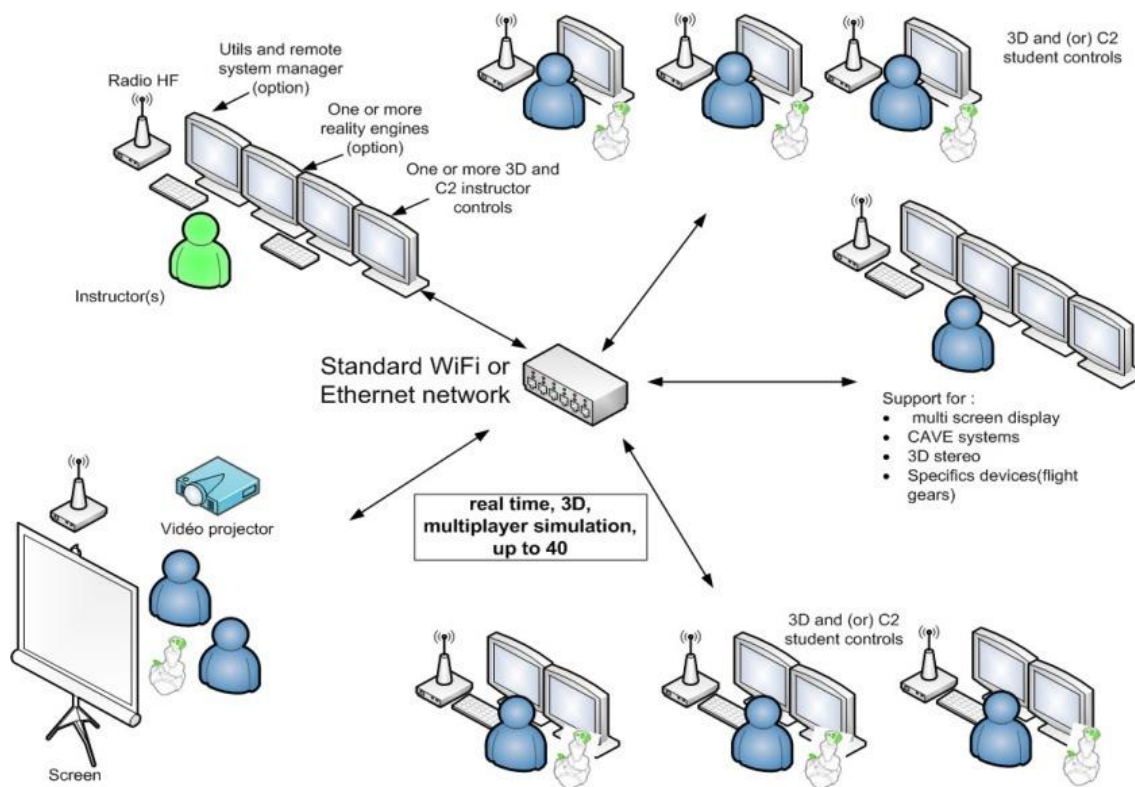 Utils and remote
system manager
(option)
Radio HF
One or more
reality engines
(option)
One or more 3D and
C2 instructor
controls
Instructor(s)
3D and (or) C2
student controls
Standard WiFi or
Ethernet network
Support for :
• multi screen display
• CAVE systems
• 3D stereo
• Specifics devices(flight
gears)
Vidéo projector
real time, 3D,
multiplayer simulation,
up to 40
3D and (or) C2
student controls
Screen